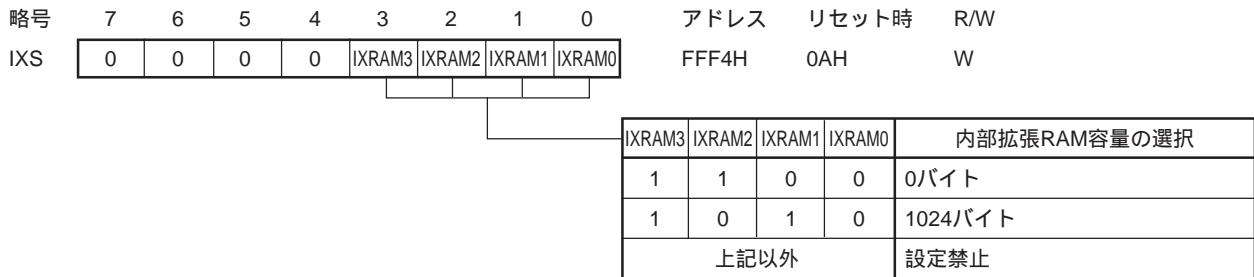 略号 7 6 5 4 3 2 1 0 アドレス リセット時 R/W
IXS 0 0 0 0 IXRAM3 IXRAM2 IXRAM1 IXRAM0 FFF4H 0AH W
IXRAM3 IXRAM2 IXRAM1 IXRAM0 内部拡張RAM容量の選択
1 1 0 0 0バイト
1 0 1 0 1024バイト
上記以外 設定禁止